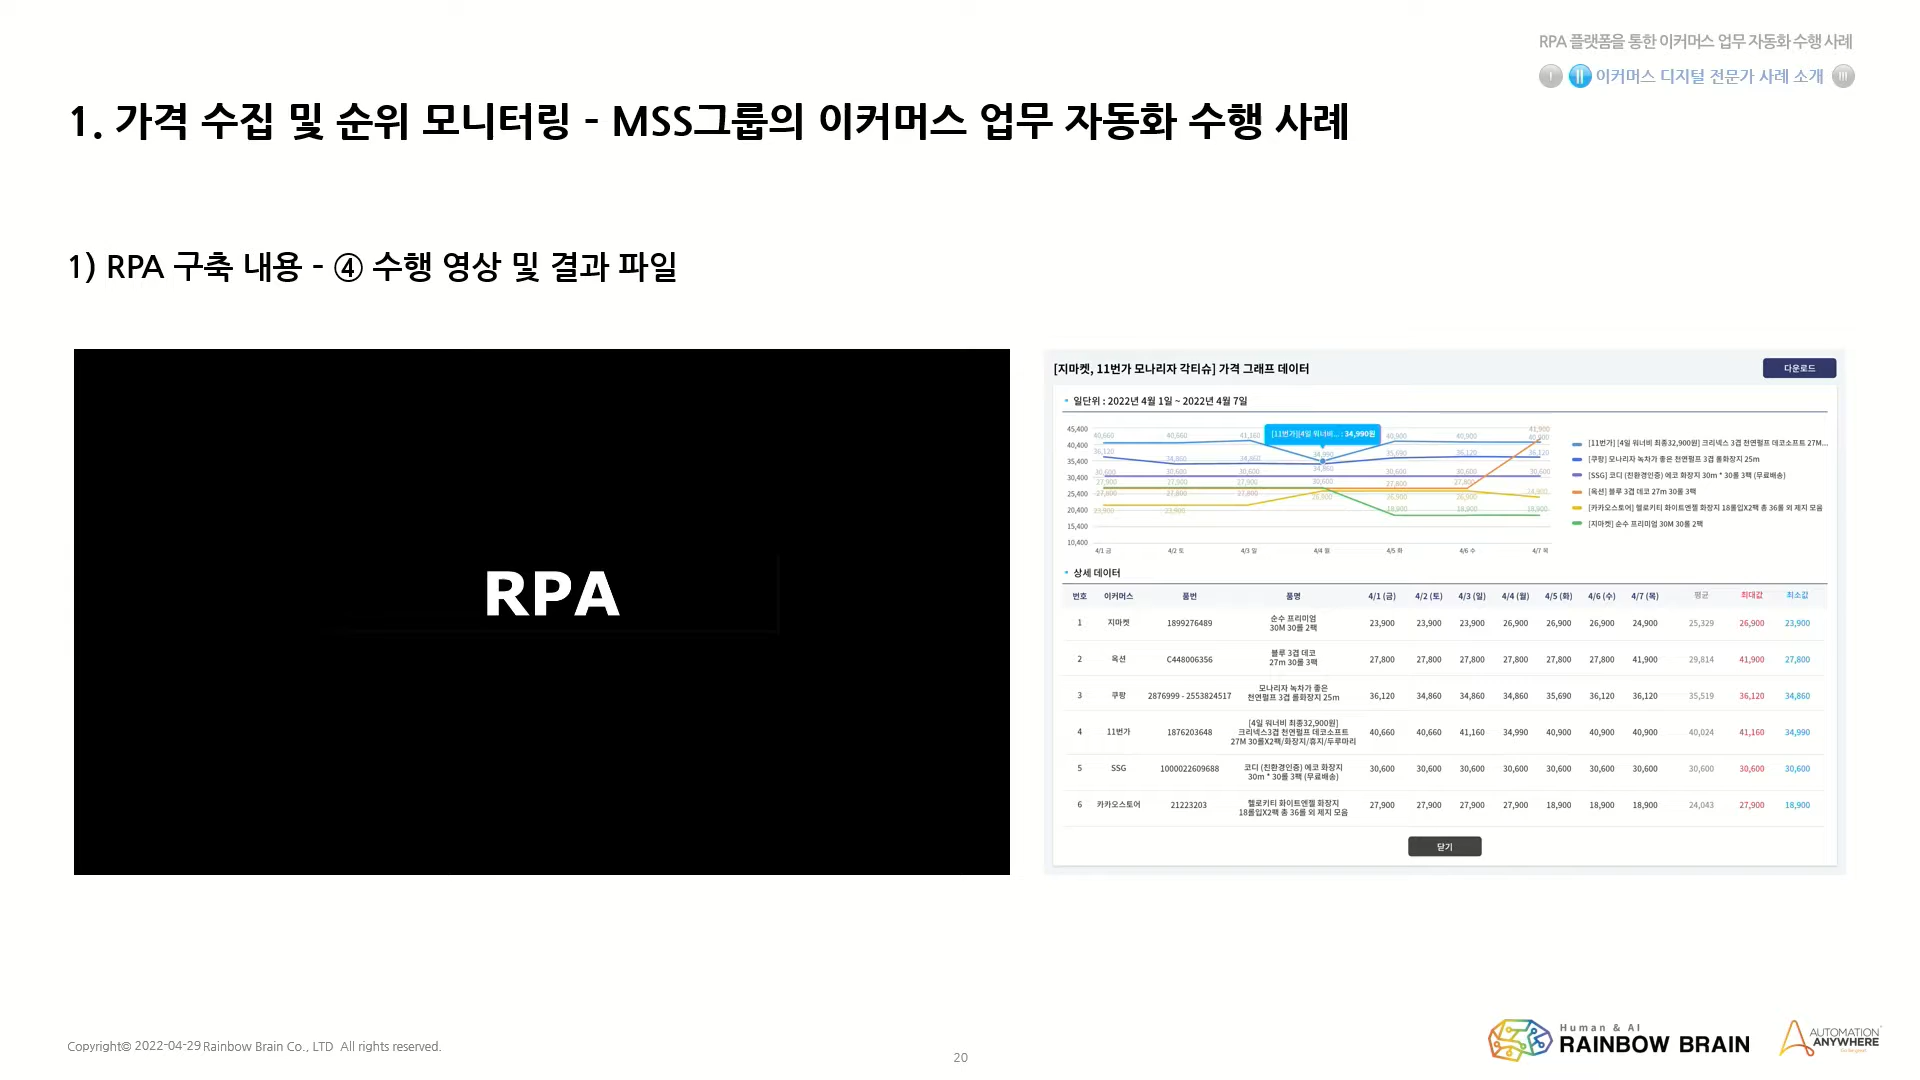 RPA 플랫폼을 통한 이커머스 업무 자동화 수행 사례
I II 이커머스 디지털 전문가 사례 소개 III
1. 가격 수집 및 순위 모니터링 - MSS그룹의 이커머스 업무 자동화 수행 사례
1) RPA 구축 내용 - ④ 수행 영상 및 결과 파일
RPA
[지마켓, 11번가 모나리자 각티슈] 가격 그래프 데이터
다운로드
• 일단위 : 2022년 4월 1일 ~ 2022년 4월 7일
45,400
40,400
35,400
30,400
25,400
20,400
15,400
10,400
40,660 40,660 41,160 34,990 40,900 40,900 40,900
36,120 34,860 34,860 34,860 35,690 36,120 36,120
30,600 30,600 30,600 30,600 30,600 30,600 30,600
27,900 27,900 27,900 27,800 27,800 41,900
27,800 27,800 26,900 26,900 26,900 24,900
23,900 23,900 18,900 18,900 18,900
[11번가][4일 워너비... : 34,990원
4/1 금 4/2 토 4/3 일 4/4 월 4/5 화 4/6 수 4/7 목
[11번가] [4일 워너비 최종32,900원] 크리넥스 3겹 천연펄프 데코소프트 27M...
[쿠팡] 모나리자 녹차가 좋은 천연펄프 3겹 롤화장지 25m
[SSG] 코디 (친환경인증) 에코 화장지 30m * 30롤 3팩 (무료배송)
[옥션] 블루 3겹 데코 27m 30롤 3팩
[카카오스토어] 헬로키티 화이트엔젤 화장지 18롤입X2팩 총 36롤 외 제지 모음
[지마켓] 순수 프리미엄 30M 30롤 2팩
• 상세 데이터
번호 이커머스 품번 품명 4/1 (금) 4/2 (토) 4/3 (일) 4/4 (월) 4/5 (화) 4/6 (수) 4/7 (목) 평균 최대값 최소값
1 지마켓 1899276489 순수 프리미엄
30M 30롤 2팩 23,900 23,900 23,900 26,900 26,900 26,900 24,900 25,329 26,900 23,900
2 옥션 C448006356 블루 3겹 데코
27m 30롤 3팩 27,800 27,800 27,800 27,800 27,800 27,800 41,900 29,814 41,900 27,800
3 쿠팡 2876999 - 2553824517 모나리자 녹차가 좋은
천연펄프 3겹 롤화장지 25m 36,120 34,860 34,860 34,860 35,690 36,120 36,120 35,519 36,120 34,860
4 11번가 1876203648 [4일 워너비 최종32,900원]
크리넥스3겹 천연펄프 데코소프트
27M 30롤X2팩/화장지/휴지/두루마리 40,660 40,660 41,160 34,990 40,900 40,900 40,900 40,024 41,160 34,990
5 SSG 1000022609688 코디 (친환경인증) 에코 화장지
30m * 30롤 3팩 (무료배송) 30,600 30,600 30,600 30,600 30,600 30,600 30,600 30,600 30,600 30,600
6 카카오스토어 21223203 헬로키티 화이트엔젤 화장지
18롤입X2팩 총 36롤 외 제지 모음 27,900 27,900 27,900 27,900 18,900 18,900 18,900 24,043 27,900 18,900
닫기
Copyright© 2022-04-29 Rainbow Brain Co., LTD All rights reserved.
20
Human & AI
RAINBOW BRAIN
AUTOMATION
ANYWHERE